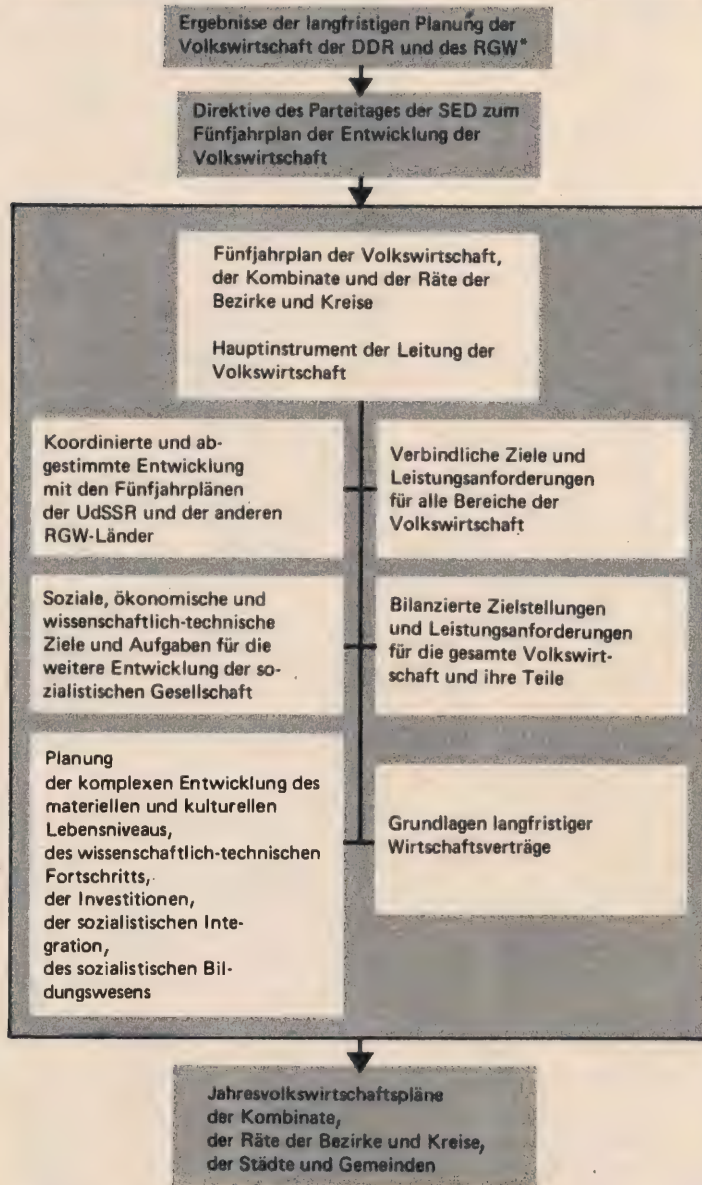 Ergebnisse der langfristigen Planung der
Volkswirtschaft der DDR und des RGW*
Direktive des Parteitages der SED zum
Fünfjahrplan der Entwicklung der
Volkswirtschaft
Fünfjahrplan der Volkswirtschaft,
der Kombinate und der Räte der
Bezirke und Kreise
Hauptinstrument der Leitung der
Volkswirtschaft
Koordinierte und ab-
gestimmte Entwicklung
mit den Fünfjahrplänen
der UdSSR und der anderen
RGW-Länder
Verbindliche Ziele und
Leistungsanforderungen
für alle Bereiche der
Volkswirtschaft
Soziale, ökonomische und
wissenschaftlich-technische
Ziele und Aufgaben für die
weitere Entwicklung der so-
zialistischen Gesellschaft
Bilanzierte Zielstellungen
und Leistungsanforderungen
für die gesamte Volkswirt-
schaft und ihre Teile
Planung
der komplexen Entwicklung des
materiellen und kulturellen
Lebensniveaus,
des wissenschaftlich-technischen
Fortschritts,
der Investitionen,
der sozialistischen Inte-
gration,
des sozialistischen Bil-
dungswesens
Grundlagen langfristiger
Wirtschaftsverträge
Jahresvolkswirtschaftspläne
der Kombinate,
der Räte der Bezirke und Kreise,
der Städte und Gemeinden